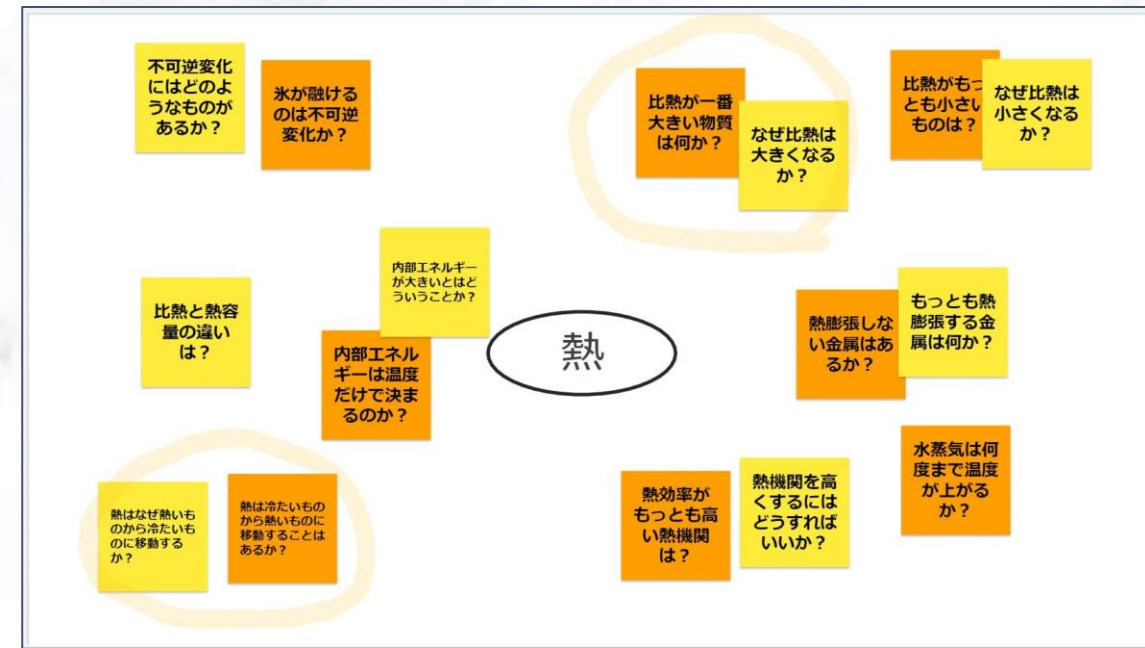 不可逆変化
にはどのよ
うなものが
あるか？
氷が融ける
のは不可逆
変化か？
比熱が一番
大きい物質
は何か？
なぜ比熱は
大きくなる
か？
比熱がもっ
とも小さい
ものは？
なぜ比熱は
小さくなる
か？
内部エネルギー
が大きいとはど
ういうことか？
比熱と熱容
量の違い
は？
内部エネル
ギーは温度
だけで決ま
るのか？
熱
熱膨張しな
い金属はあ
るか？
もっとも熱
膨張する金
属は何か？
熱はなぜ熱いも
のから冷たいも
のに移動する
か？
熱は冷たいもの
から熱いものに
移動することは
あるか？
熱効率が
もっとも高
い熱機関
は？
熱機関を高
くするには
どうすれば
いいか？
水蒸気は何
度まで温度
が上がる
か？